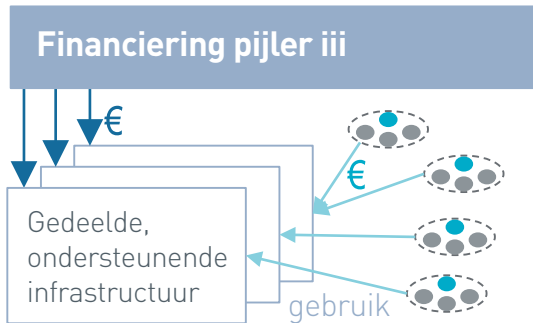 Financiering pijler iii
€
€
Gedeelde,
ondersteunende
infrastructuur
gebruik